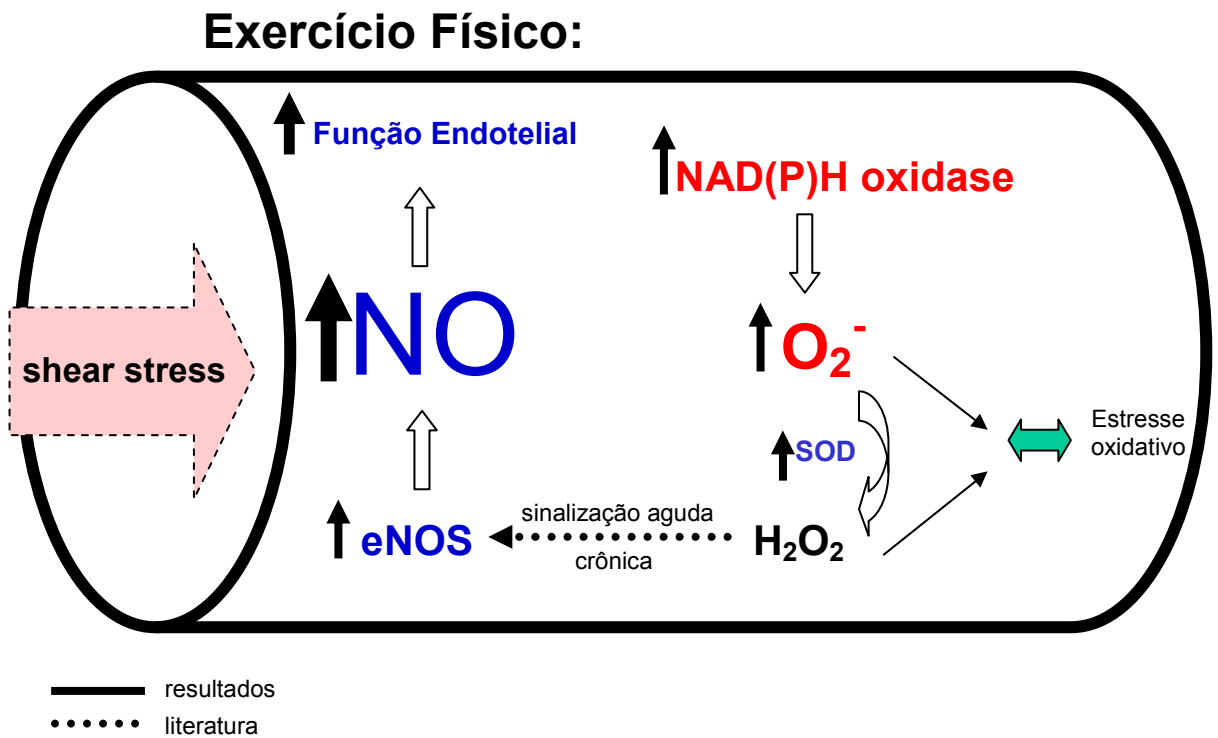 Exercício Físico:
Função Endotelial
NAD(P)H oxidase
shear stress
NO
O₂⁻
Estresse
oxidativo
SOD
eNOS
sinalização aguda
crônica
H₂O₂
resultados
literatura